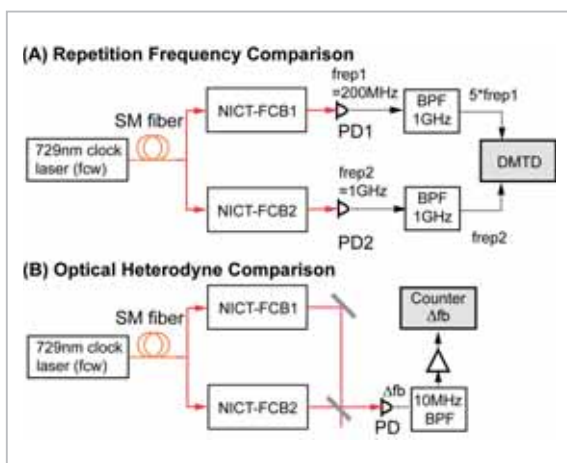 (A) Repetition Frequency Comparison
frep1
=200MHz
SM fiber
NICT-FCB1
PD1
BPF
1GHz
5*frep1
729nm clock
laser (fcw)
DMTD
frep2
=1GHz
NICT-FCB2
PD2
BPF
1GHz
frep2
(B) Optical Heterodyne Comparison
SM fiber
NICT-FCB1
Counter
Δfb
729nm clock
laser (fcw)
NICT-FCB2
Δfb
PD
10MHz
BPF